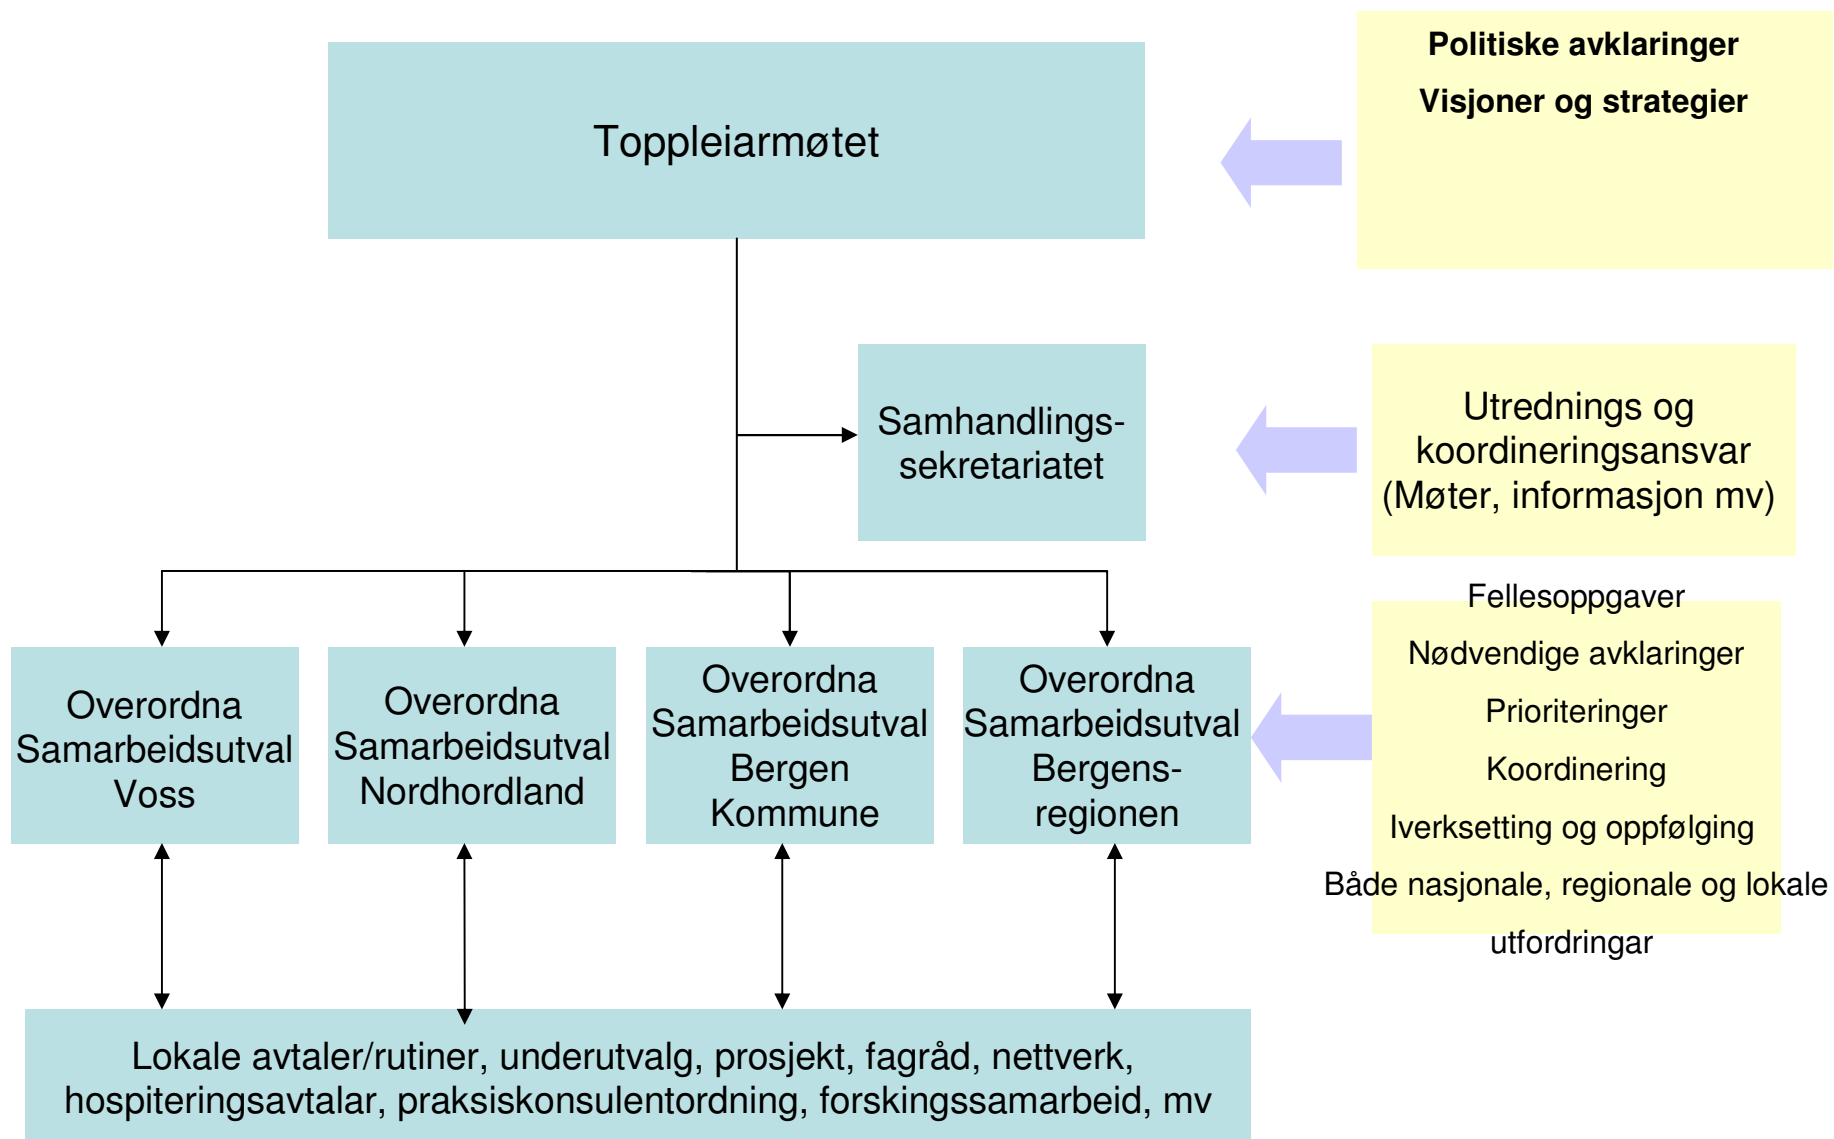 Politiske avklaringer
Visjoner og strategier
Toppleiarmøtet
Samhandlings-
sekretariatet
Utrednings og
koordineringsansvar
(Møter, informasjon mv)
Overordna
Samarbeidsutval
Voss
Overordna
Samarbeidsutval
Nordhordland
Overordna
Samarbeidsutval
Bergen
Kommune
Overordna
Samarbeidsutval
Bergens-
regionen
Fellesoppgaver
Nødvendige avklaringer
Prioriteringer
Koordinering
Iverksetting og oppfølging
Både nasjonale, regionale og lokale
utfordringar
Lokale avtaler/rutiner, underutvalg, prosjekt, fagråd, nettverk,
hospiteringsavtalar, praksiskonsulentordning, forskingssamarbeid, mv